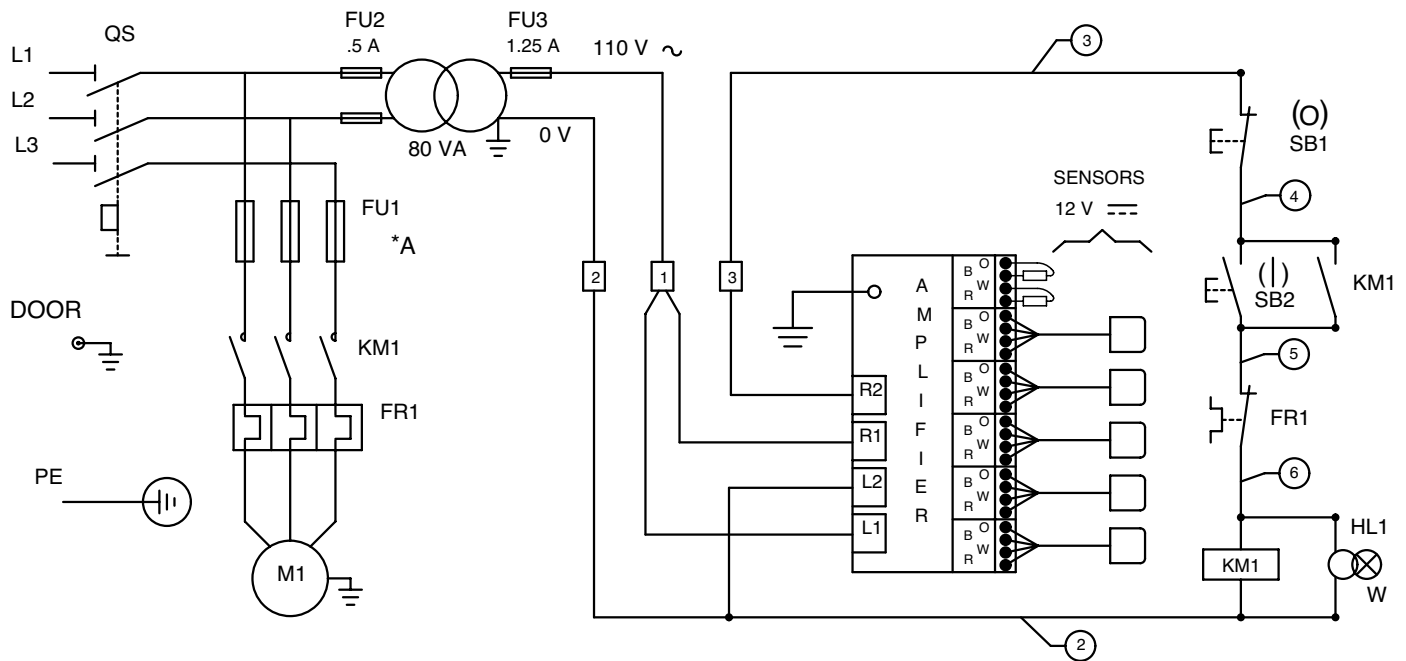 QS
FU2
.5 A
FU3
1.25 A
110 V ~
3
L1
L2
L3
80 VA
0 V
(O)
SB1
SENSORS
12 V
4
FU1
*A
2
1
3
AMPLIFIER
B O W R
B O W R
B O W R
B O W R
B O W R
B O W R
(|)
SB2
KM1
DOOR
KM1
5
R2
FR1
FR1
R1
PE
L2
6
L1
HL1
KM1
W
M1
2